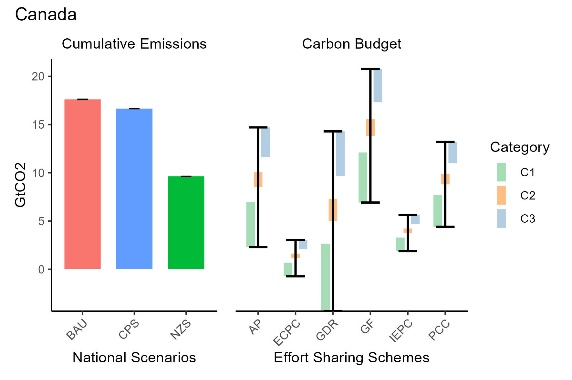 Canada
Cumulative Emissions
Carbon Budget
GtCO2
20
15
10
5
0
BAU
CPS
NZS
AP
ECPC
GDR
GF
IEPC
PCC
National Scenarios
Effort Sharing Schemes
Category
C1
C2
C3